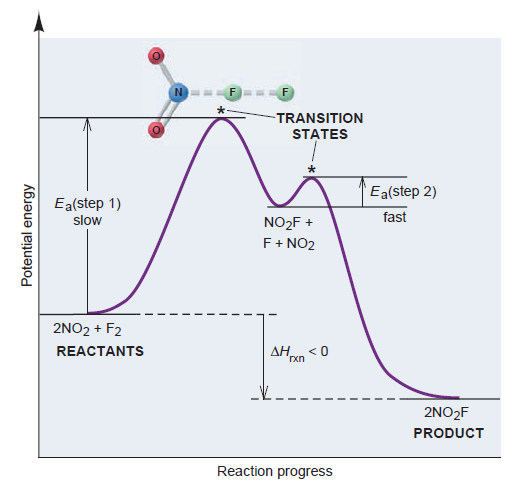 O
N
F
F
O
*
TRANSITION
STATES
*
Ea(step 1)
slow
Ea(step 2)
fast
NO2F +
F + NO2
Potential energy
2NO2 + F2
REACTANTS
ΔHrxn < 0
2NO2F
PRODUCT
Reaction progress